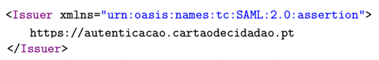 <Issuer xmlns="urn:oasis:names:tc:SAML:2.0:assertion">
https://autenticacao.cartaodecidadao.pt
</Issuer>